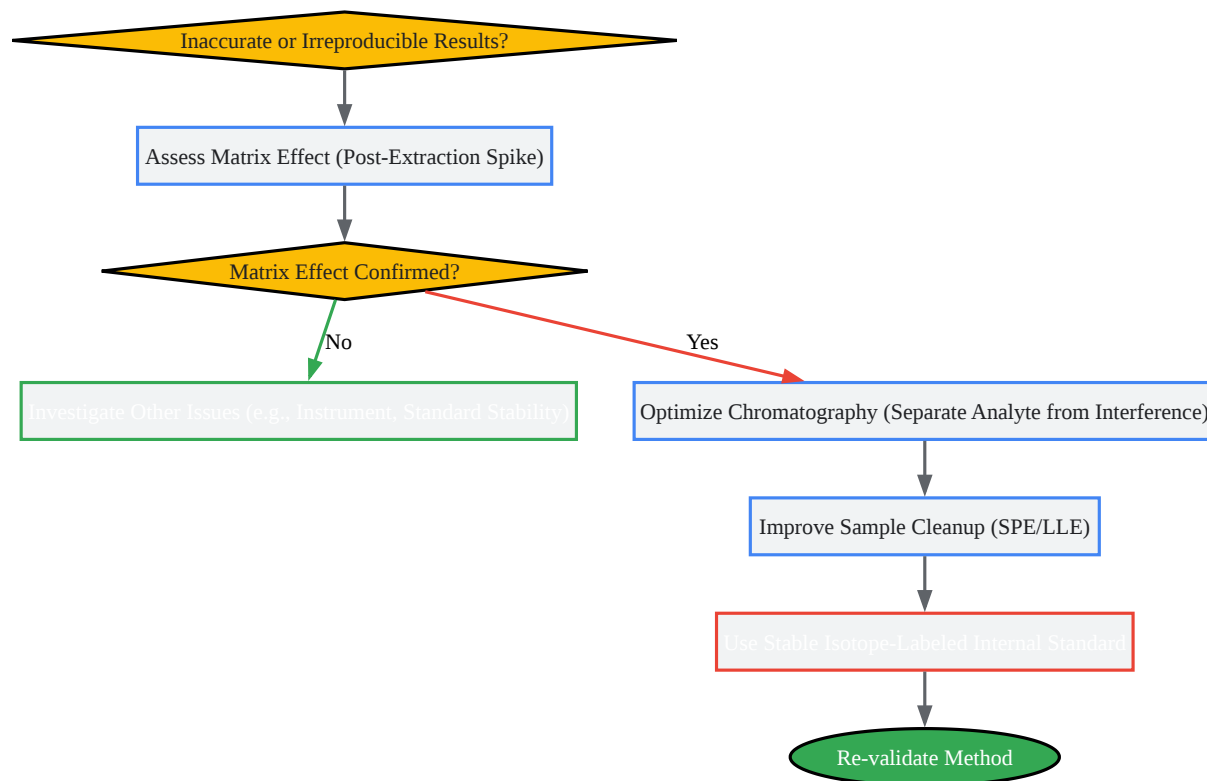 Inaccurate or Irreproducible Results?
Assess Matrix Effect (Post-Extraction Spike)
Matrix Effect Confirmed?
No
Yes
Investigate Other Issues (e.g., Instrument, Standard Stability)
Optimize Chromatography (Separate Analyte from Interference)
Improve Sample Cleanup (SPE/LLE)
Use Stable Isotope-Labeled Internal Standard
Re-validate Method